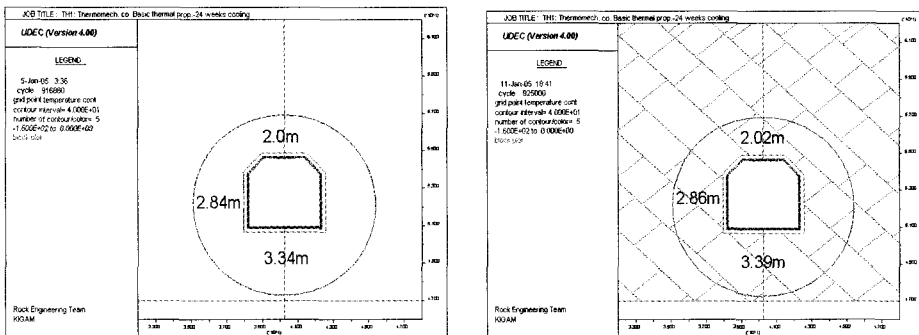 JOB TITLE : TH1: Thermomech. co. Basic thermal prop.-24 weeks cooling
UDEC (Version 4.00)
LEGEND
5-Jan-05 3:36
cycle 916880
grid point temperature cont
contour interval= 4.000E+01
number of contour/color= 5
-1.600E+02 to 0.000E+00
block plot
2.0m
2.84m
3.34m
Rock Engineering Team
KIGAM
JOB TITLE : TH1: Thermomech. co. Basic thermal prop.-24 weeks cooling
UDEC (Version 4.00)
LEGEND
11-Jan-05 18:41
cycle 925000
grid point temperature cont
contour interval= 4.000E+01
number of contour/color= 5
-1.600E+02 to 0.000E+00
block plot
2.02m
2.86m
3.39m
Rock Engineering Team
KIGAM